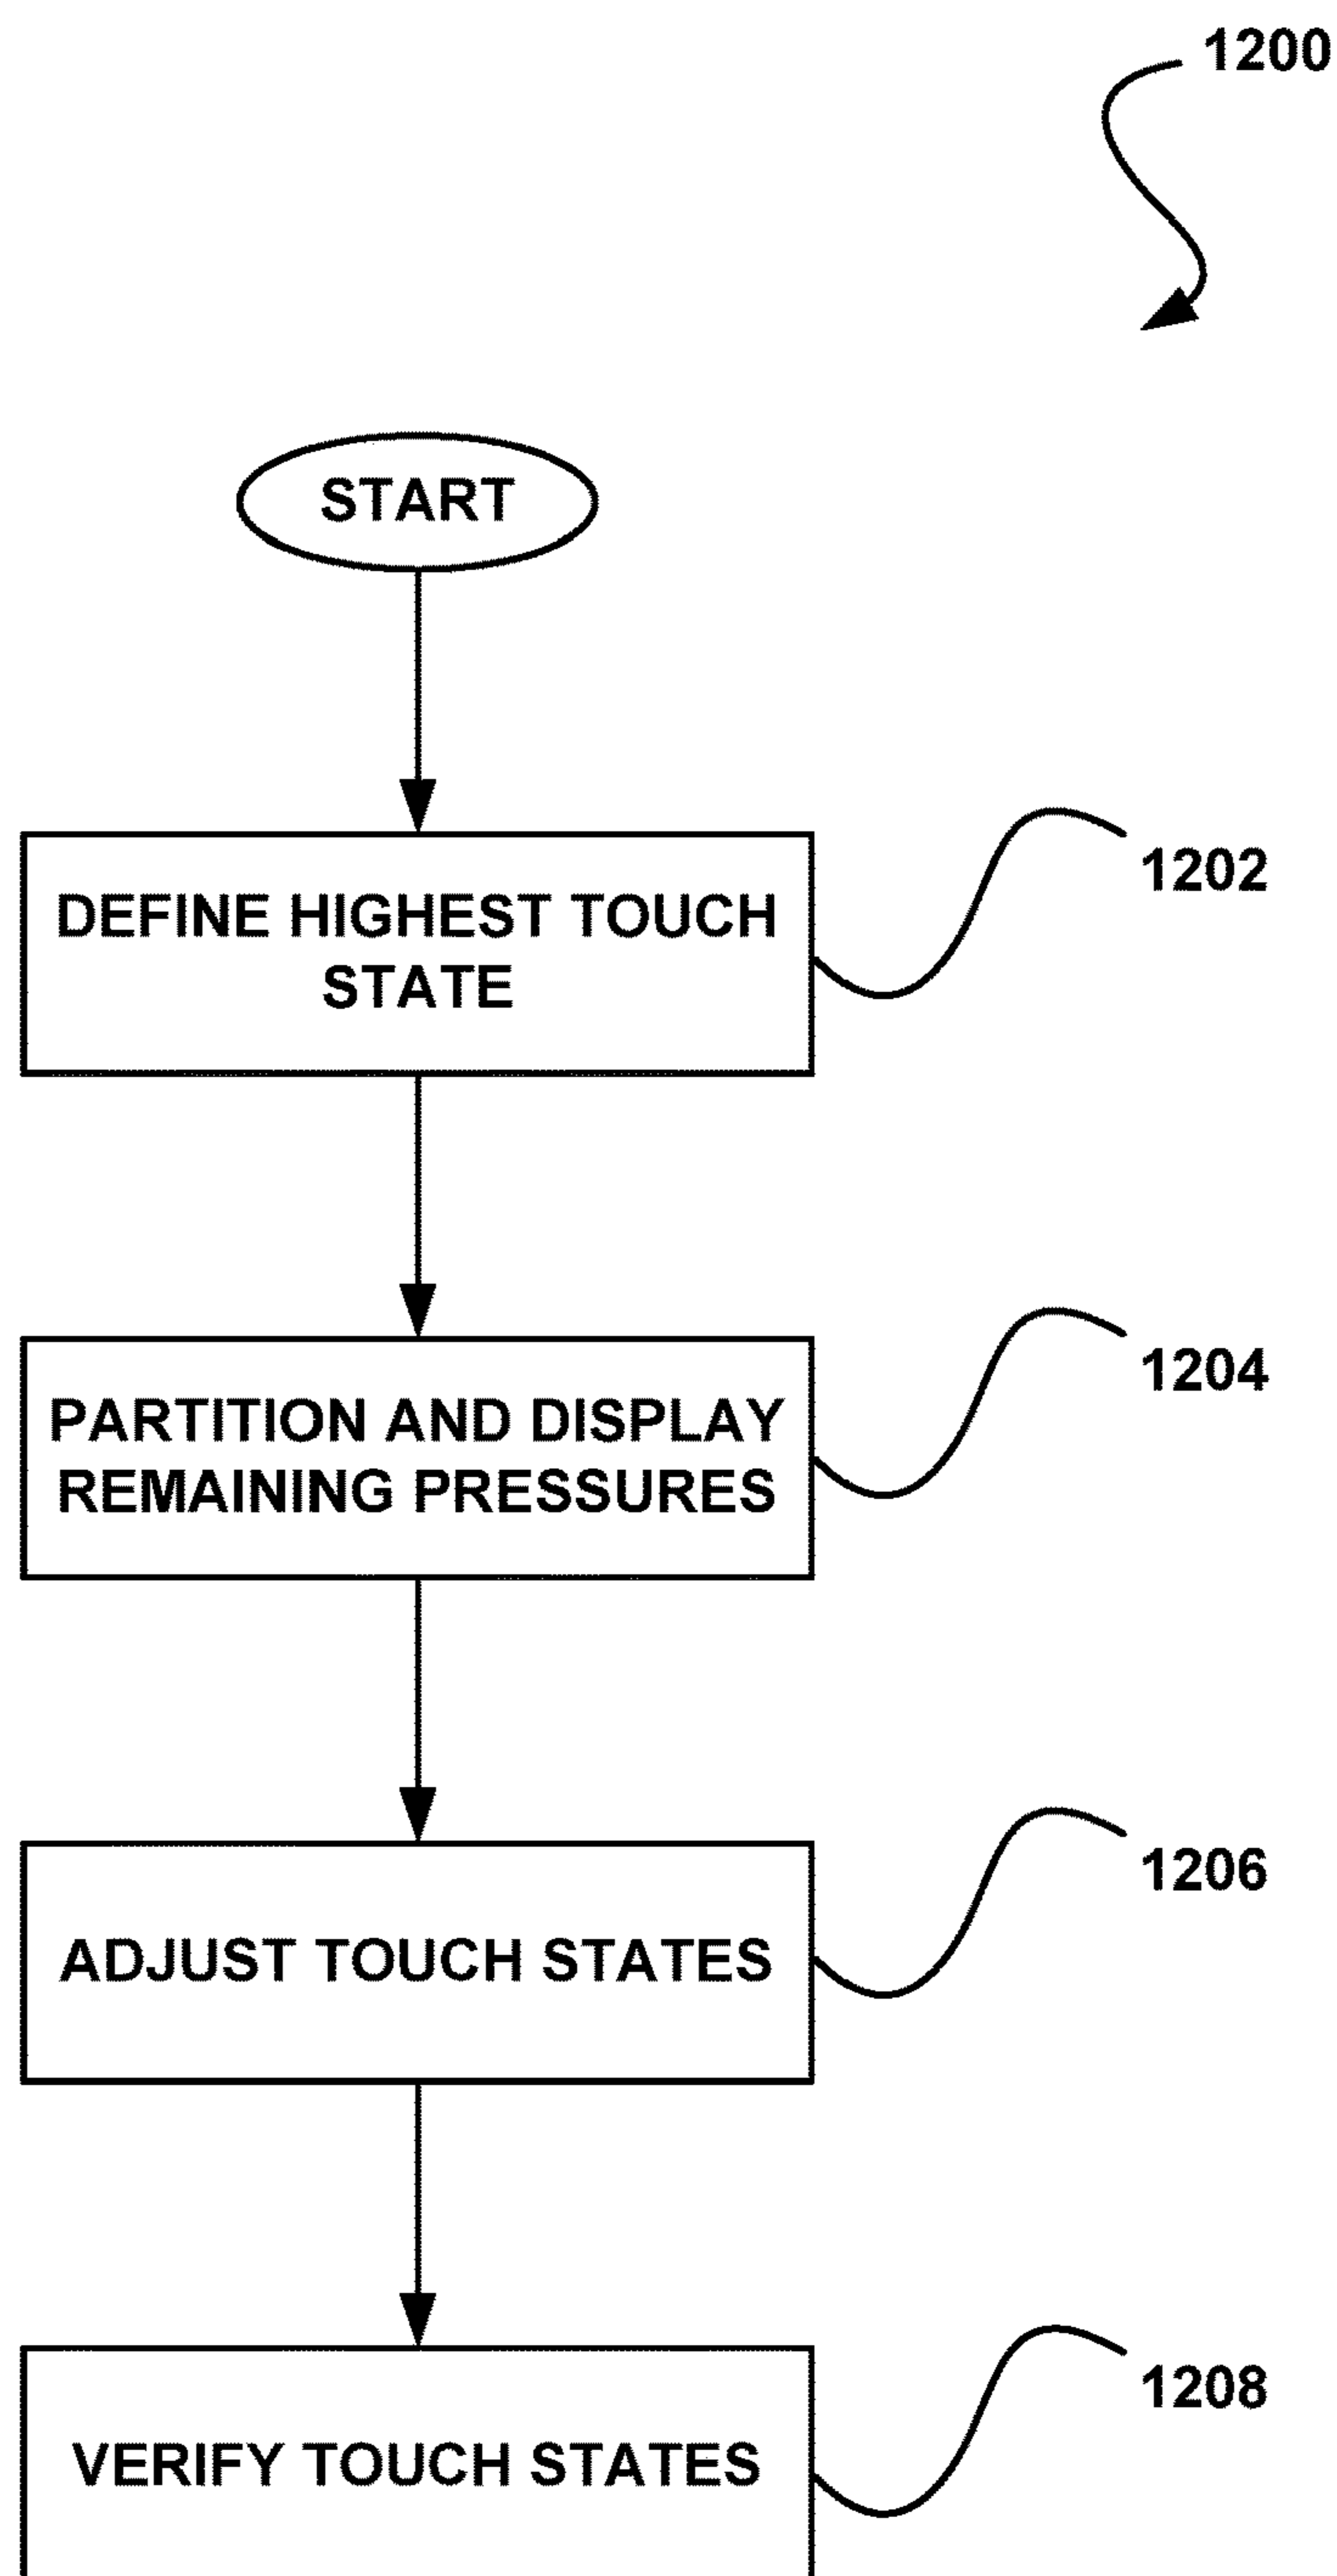 1200
START
DEFINE HIGHEST TOUCH
STATE
1202
PARTITION AND DISPLAY
REMAINING PRESSURES
1204
ADJUST TOUCH STATES
1206
VERIFY TOUCH STATES
1208